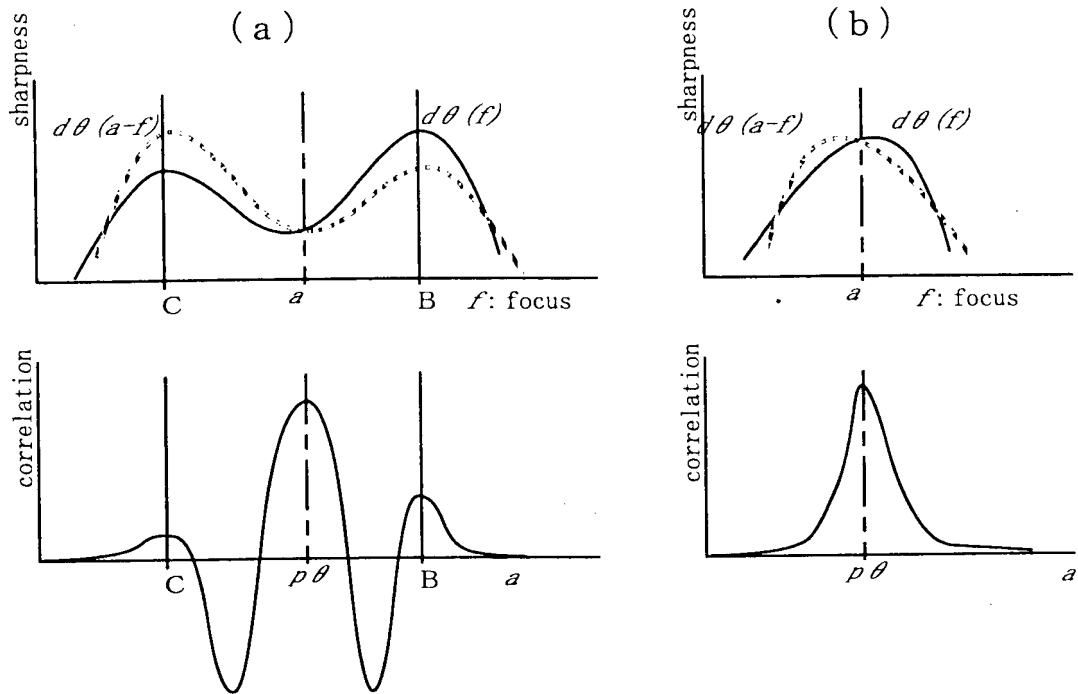 (a)
sharpness
dθ(a-f)
dθ(f)
C
a
B
f: focus
correlation
C
pθ
B
a
(b)
sharpness
dθ(a-f)
dθ(f)
a
f: focus
correlation
pθ
a